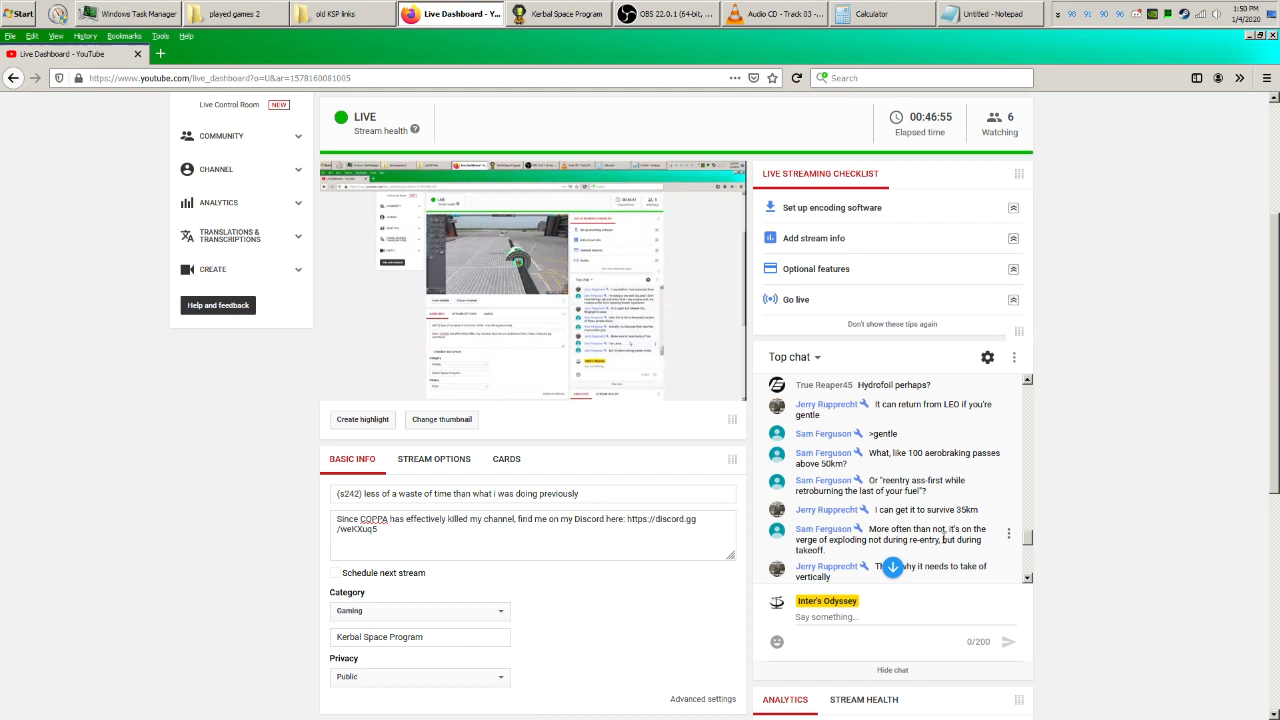 Windows Task Manager
played games 2
old KSP links
Live Dashboard - Y...
Kerbal Space Program
OBS 22.0.1 (64-bit, ...
Audio CD - Track 03 -...
Calculator
Untitled - Notepad
98 91 86
1:50 PM
1/4/2020
File Edit View History Bookmarks Tools Help
Live Dashboard - YouTube
https://www.youtube.com/live_dashboard?o=U&ar=1578160081005
Search
Live Control Room NEW
COMMUNITY
CHANNEL
ANALYTICS
TRANSLATIONS &
TRANSCRIPTIONS
CREATE
Help and feedback
LIVE
Stream health
00:46:55
Elapsed time
6
Watching
Create highlight
Change thumbnail
BASIC INFO
STREAM OPTIONS
CARDS
(s242) less of a waste of time than what i was doing previously
Since COPPA has effectively killed my channel, find me on my Discord here: https://discord.gg
/weKXuq5
Schedule next stream
Category
Gaming
Kerbal Space Program
Privacy
Public
Advanced settings
LIVE STREAMING CHECKLIST
Set up encoding software
Add stream info
Optional features
Go live
Don't show these tips again
Top chat
True Reaper45 Hydrofoil perhaps?
Jerry Rupprecht It can return from LEO if you're
gentle
Sam Ferguson >gentle
Sam Ferguson What, like 100 aerobraking passes
above 50km?
Sam Ferguson Or "reentry ass-first while
retroburning the last of your fuel"?
Jerry Rupprecht I can get it to survive 35km
Sam Ferguson More often than not, it's on the
verge of exploding not during re-entry, but during
takeoff.
Jerry Rupprecht why it needs to take of
vertically
Inter's Odyssey
Say something...
0/200
Hide chat
ANALYTICS
STREAM HEALTH